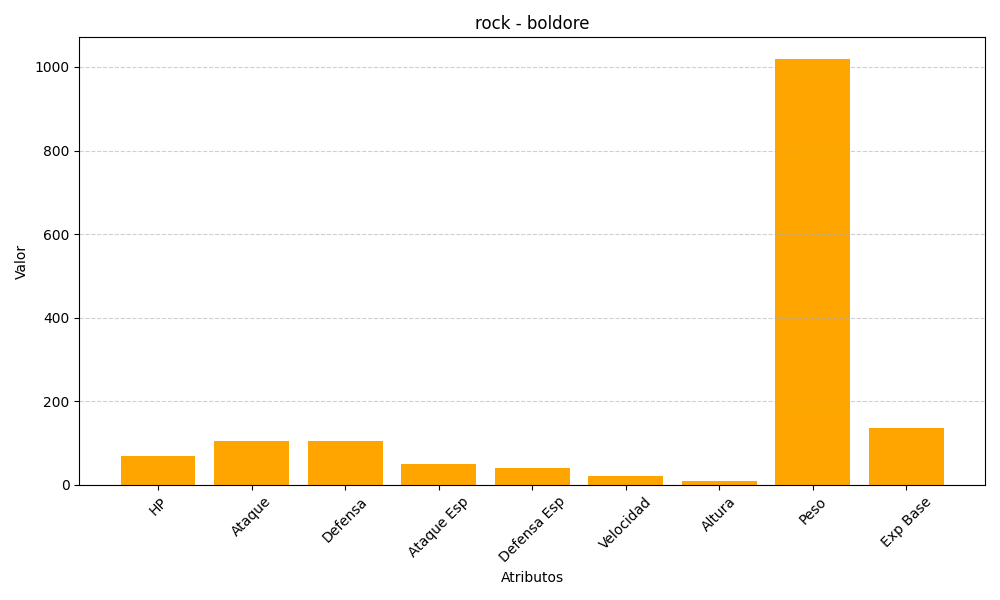 rock - boldore
1000
800
600
400
200
0
Valor
HP
Ataque
Defensa
Ataque Esp
Defensa Esp
Velocidad
Altura
Peso
Exp Base
Atributos